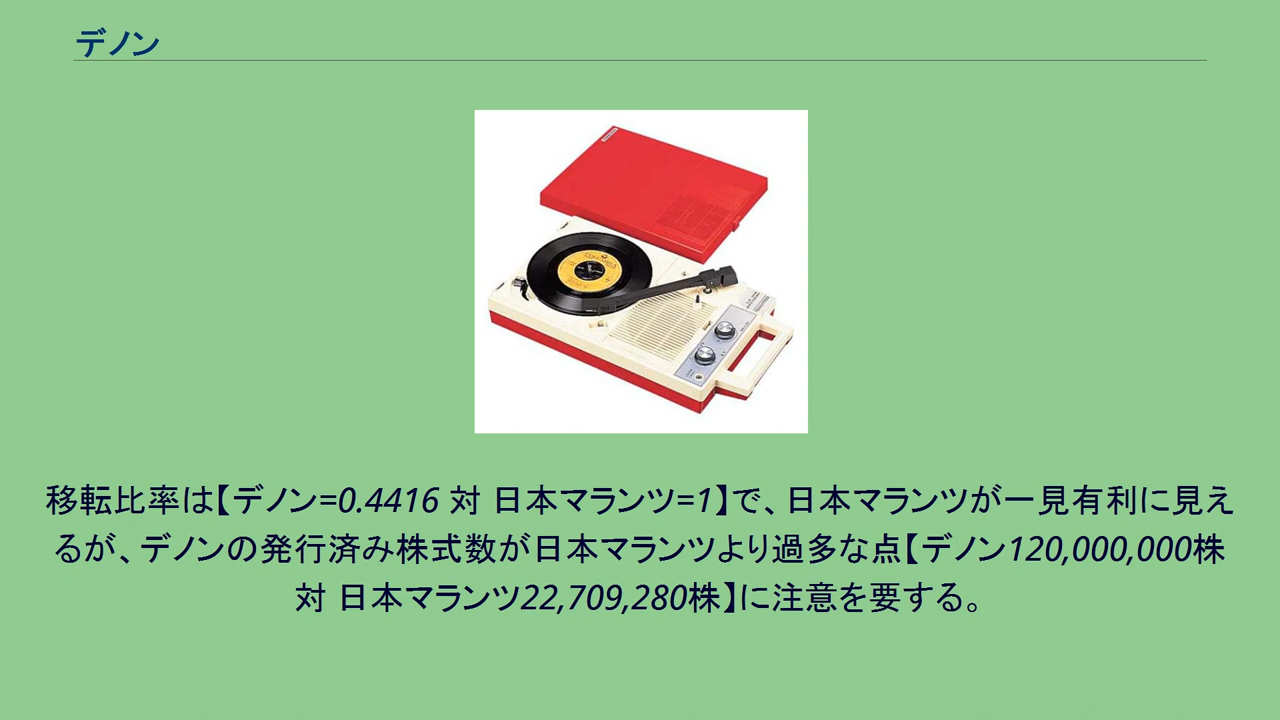 デノン
移転比率は【デノン=0.4416 対 日本マランツ=1】で、日本マランツが一見有利に見え
るが、デノンの発行済み株式数が日本マランツより過多な点【デノン120,000,000株
対 日本マランツ22,709,280株】に注意を要する。